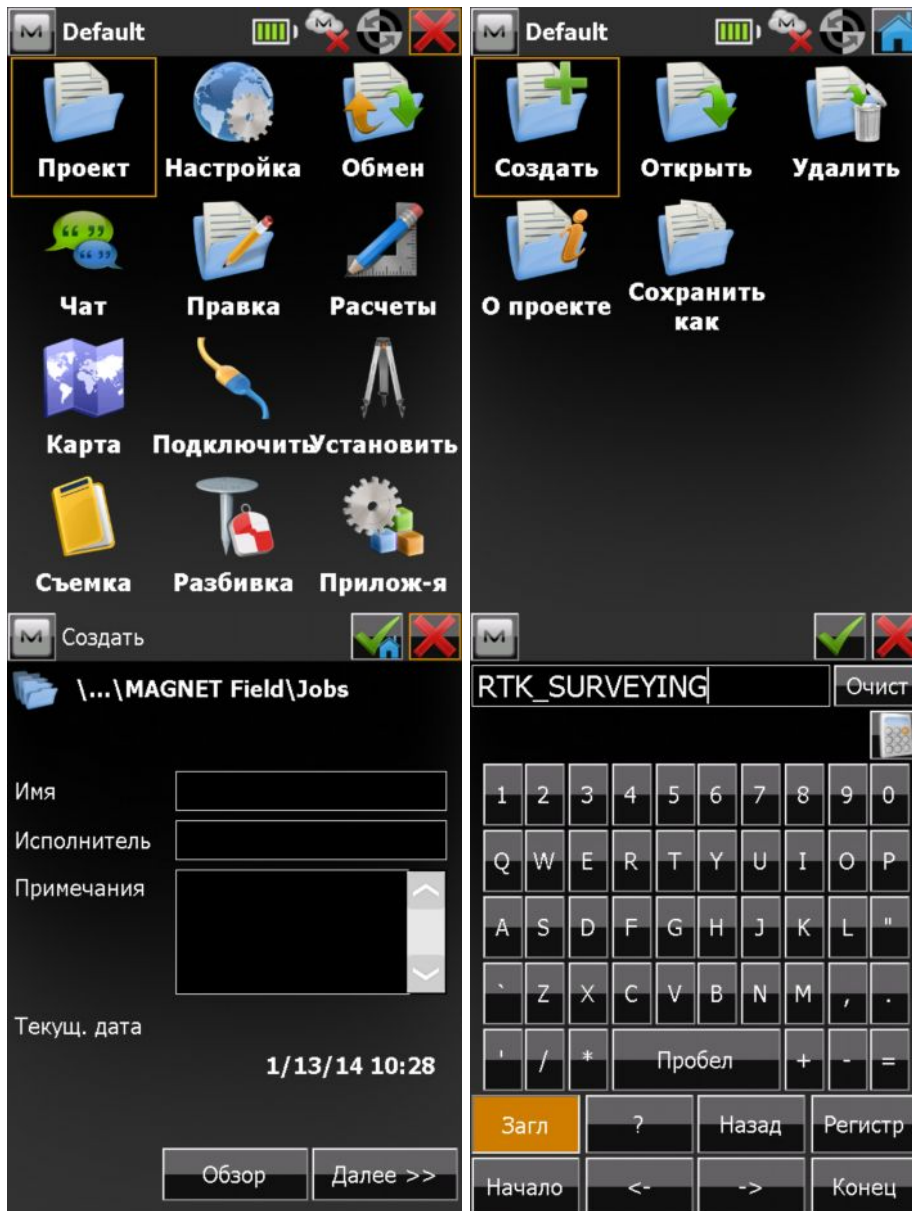 Default
Проект Настройка Обмен
Чат Правка Расчеты
Карта Подключить Установить
Съемка Разбивка Прилож-я
Default
Создать Открыть Удалить
О проекте Сохранить
как
Создать
\...\MAGNET Field\Jobs
Имя
Исполнитель
Примечания
Текущ. дата
1/13/14 10:28
Обзор Далее >>
RTK_SURVEYING Очист
1 2 3 4 5 6 7 8 9 0
Q W E R T Y U I O P
A S D F G H J K L "
` Z X C V B N M , .
' / * Пробел + - =
Загл ? Назад Регистр
Начало <- -> Конец